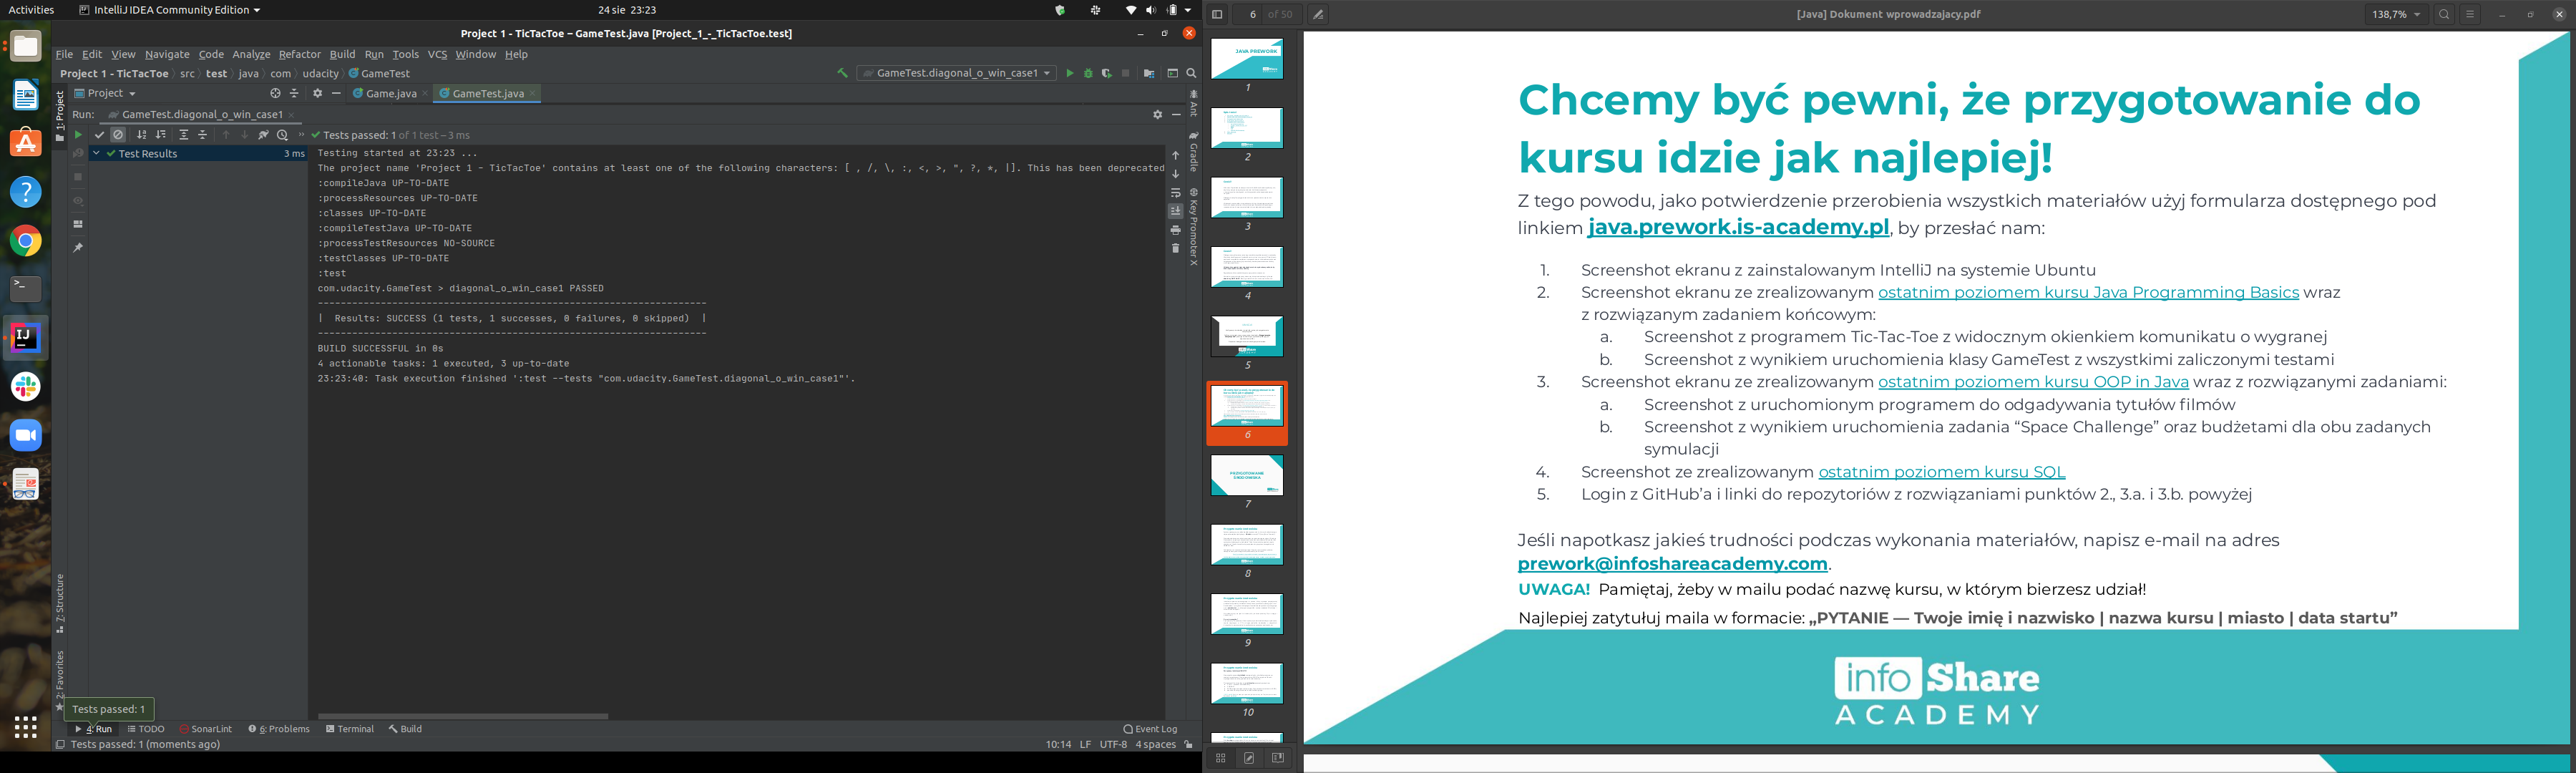 Activities
IntelliJ IDEA Community Edition
24 sie 23:23
Project 1 - TicTacToe – GameTest.java [Project_1_-_TicTacToe.test]
File Edit View Navigate Code Analyze Refactor Build Run Tools VCS Window Help
Project 1 - TicTacToe src test java com udacity GameTest
GameTest.diagonal_o_win_case1
Project
Game.java
GameTest.java
1: Project
Ant
Gradle
Key Promoter X
Run: GameTest.diagonal_o_win_case1
Tests passed: 1 of 1 test – 3 ms
Test Results 3 ms
Testing started at 23:23 ...
The project name 'Project 1 - TicTacToe' contains at least one of the following characters: [ , /, \, :, <, >, ", ?, *, |]. This has been deprecated
:compileJava UP-TO-DATE
:processResources UP-TO-DATE
:classes UP-TO-DATE
:compileTestJava UP-TO-DATE
:processTestResources NO-SOURCE
:testClasses UP-TO-DATE
:test
com.udacity.GameTest > diagonal_o_win_case1 PASSED
----------------------------------------------------------------------
| Results: SUCCESS (1 tests, 1 successes, 0 failures, 0 skipped) |
----------------------------------------------------------------------
BUILD SUCCESSFUL in 0s
4 actionable tasks: 1 executed, 3 up-to-date
23:23:40: Task execution finished ':test --tests "com.udacity.GameTest.diagonal_o_win_case1"'.
7: Structure
2: Favorites
Tests passed: 1
4: Run TODO SonarLint 6: Problems Terminal Build Event Log
Tests passed: 1 (moments ago)
10:14 LF UTF-8 4 spaces
6 of 50
[Java] Dokument wprowadzajacy.pdf
138,7%
JAVA PREWORK
1
2
3
4
5
6
7
8
9
10
Chcemy być pewni, że przygotowanie do
kursu idzie jak najlepiej!
Z tego powodu, jako potwierdzenie przerobienia wszystkich materiałów użyj formularza dostępnego pod
linkiem java.prework.is-academy.pl, by przesłać nam:
1. Screenshot ekranu z zainstalowanym IntelliJ na systemie Ubuntu
2. Screenshot ekranu ze zrealizowanym ostatnim poziomem kursu Java Programming Basics wraz
z rozwiązanym zadaniem końcowym:
a. Screenshot z programem Tic-Tac-Toe z widocznym okienkiem komunikatu o wygranej
b. Screenshot z wynikiem uruchomienia klasy GameTest z wszystkimi zaliczonymi testami
3. Screenshot ekranu ze zrealizowanym ostatnim poziomem kursu OOP in Java wraz z rozwiązanymi zadaniami:
a. Screenshot z uruchomionym programem do odgadywania tytułów filmów
b. Screenshot z wynikiem uruchomienia zadania “Space Challenge” oraz budżetami dla obu zadanych
symulacji
4. Screenshot ze zrealizowanym ostatnim poziomem kursu SQL
5. Login z GitHub’a i linki do repozytoriów z rozwiązaniami punktów 2., 3.a. i 3.b. powyżej
Jeśli napotkasz jakieś trudności podczas wykonania materiałów, napisz e-mail na adres
prework@infoshareacademy.com.
UWAGA! Pamiętaj, żeby w mailu podać nazwę kursu, w którym bierzesz udział!
Najlepiej zatytułuj maila w formacie: „PYTANIE — Twoje imię i nazwisko | nazwa kursu | miasto | data startu”
info Share
ACADEMY